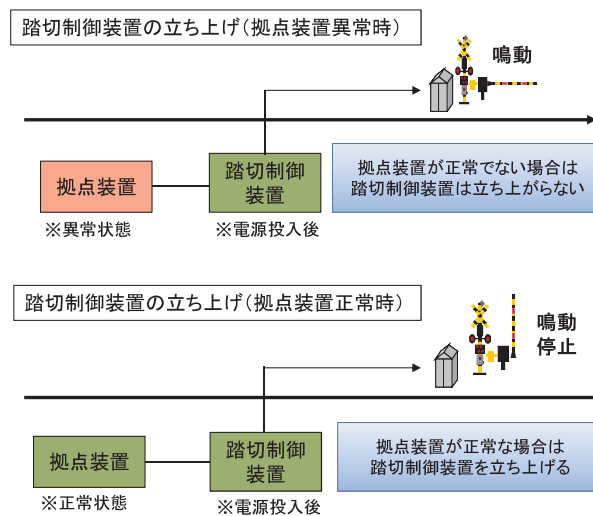 踏切制御装置の立ち上げ（拠点装置異常時）
鳴動
拠点装置
踏切制御
装置
拠点装置が正常でない場合は
踏切制御装置は立ち上がらない
※異常状態
※電源投入後
踏切制御装置の立ち上げ（拠点装置正常時）
鳴動
停止
拠点装置
踏切制御
装置
拠点装置が正常な場合は
踏切制御装置を立ち上げる
※正常状態
※電源投入後